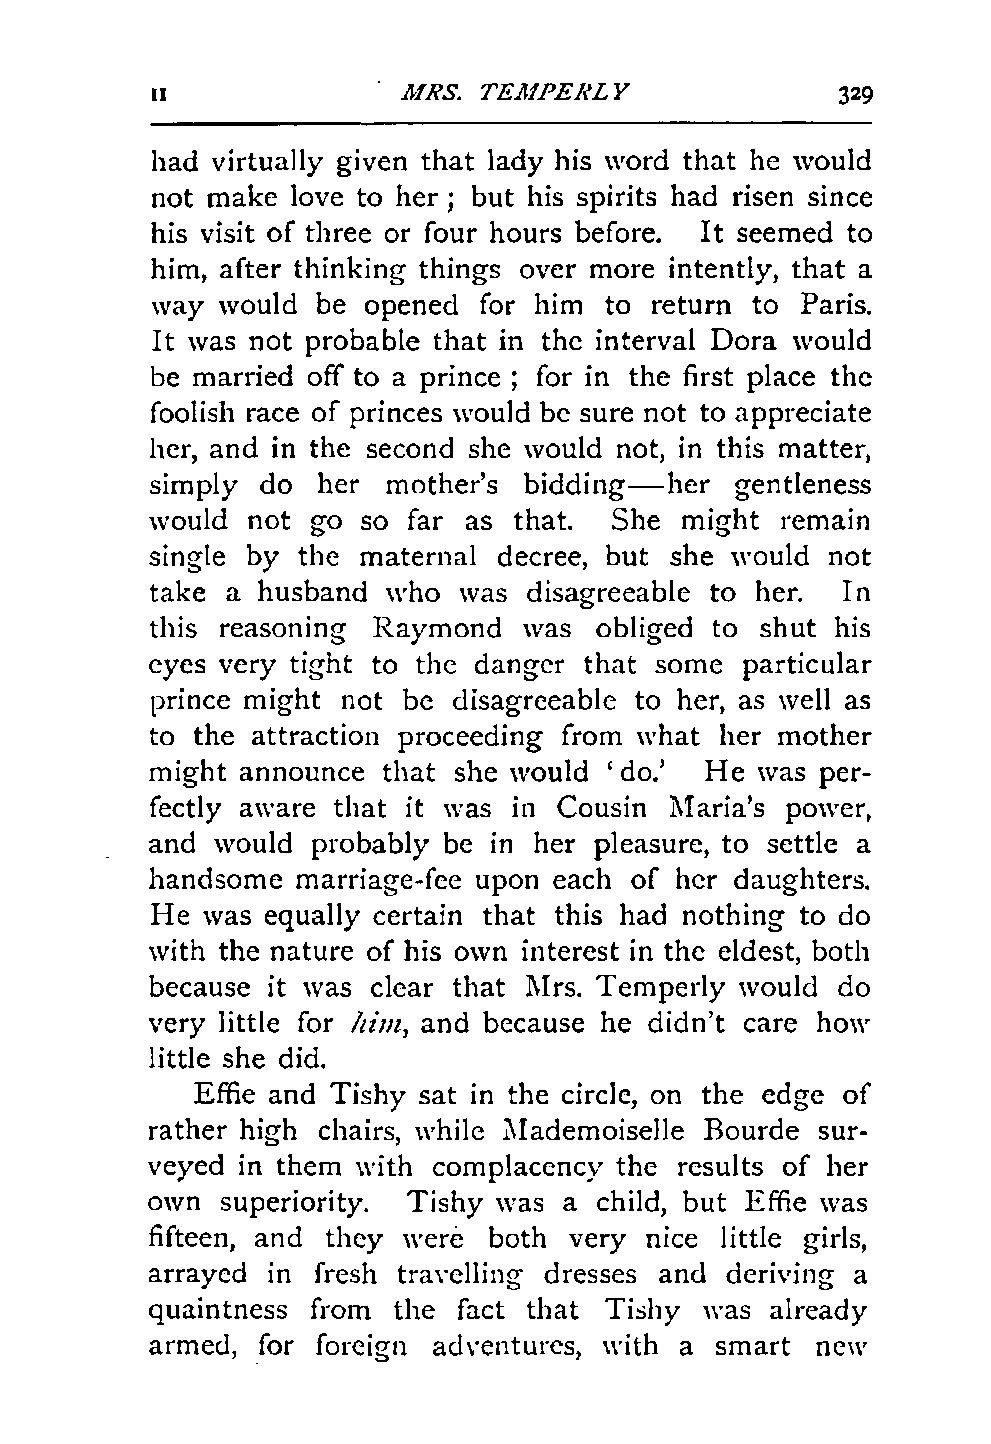 II MRS. TEMPERLY 329
had virtually given that lady his word that he would
not make love to her ; but his spirits had risen since
his visit of three or four hours before. It seemed to
him, after thinking things over more intently, that a
way would be opened for him to return to Paris.
It was not probable that in the interval Dora would
be married off to a prince ; for in the first place the
foolish race of princes would be sure not to appreciate
her, and in the second she would not, in this matter,
simply do her mother's bidding—her gentleness
would not go so far as that. She might remain
single by the maternal decree, but she would not
take a husband who was disagreeable to her. In
this reasoning Raymond was obliged to shut his
eyes very tight to the danger that some particular
prince might not be disagreeable to her, as well as
to the attraction proceeding from what her mother
might announce that she would ‘ do.’ He was per-
fectly aware that it was in Cousin Maria's power,
and would probably be in her pleasure, to settle a
handsome marriage-fee upon each of her daughters.
He was equally certain that this had nothing to do
with the nature of his own interest in the eldest, both
because it was clear that Mrs. Temperly would do
very little for him, and because he didn't care how
little she did.
Effie and Tishy sat in the circle, on the edge of
rather high chairs, while Mademoiselle Bourde sur-
veyed in them with complacency the results of her
own superiority. Tishy was a child, but Effie was
fifteen, and they were both very nice little girls,
arrayed in fresh travelling dresses and deriving a
quaintness from the fact that Tishy was already
armed, for foreign adventures, with a smart new